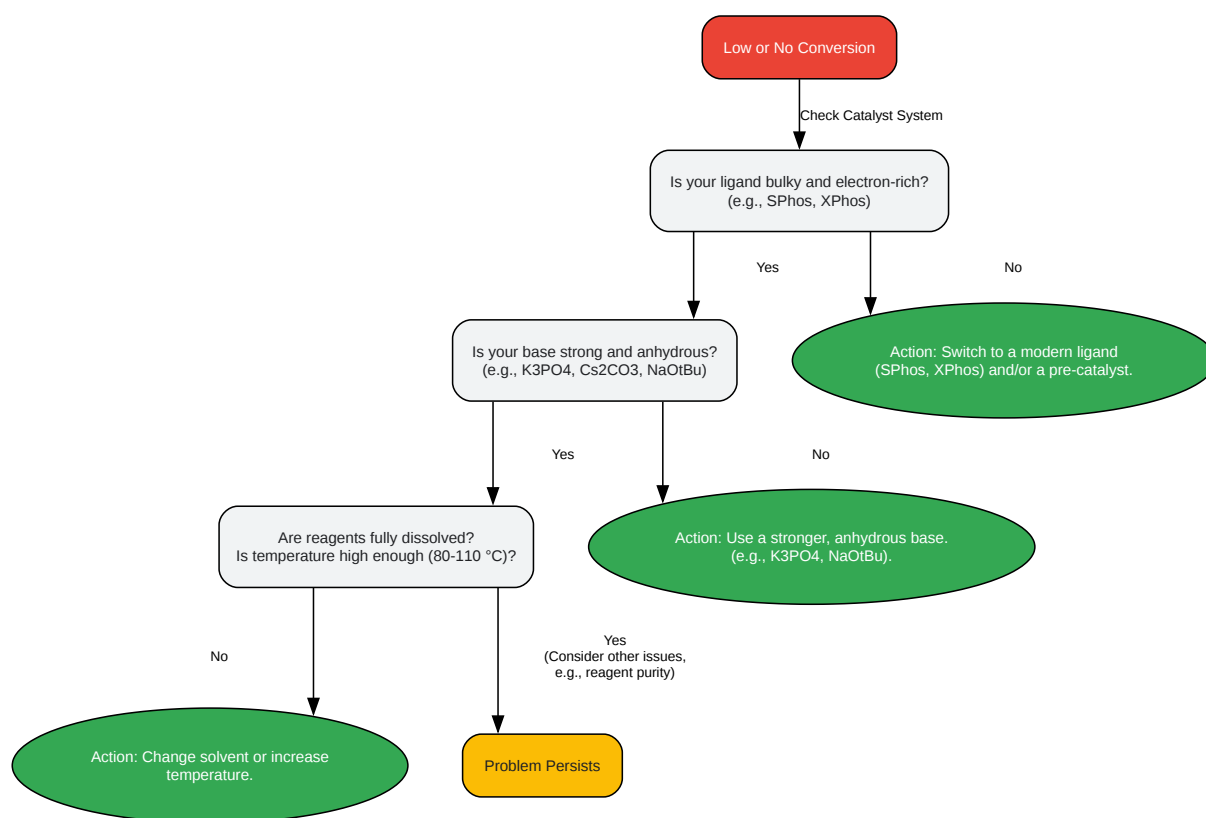 Low or No Conversion
Check Catalyst System
Is your ligand bulky and electron-rich?
(e.g., SPhos, XPhos)
Yes
No
Is your base strong and anhydrous?
(e.g., K3PO4, Cs2CO3, NaOtBu)
Action: Switch to a modern ligand
(SPhos, XPhos) and/or a pre-catalyst.
Yes
No
Are reagents fully dissolved?
Is temperature high enough (80-110 °C)?
Action: Use a stronger, anhydrous base.
(e.g., K3PO4, NaOtBu).
No
Yes
(Consider other issues,
e.g., reagent purity)
Action: Change solvent or increase
temperature.
Problem Persists